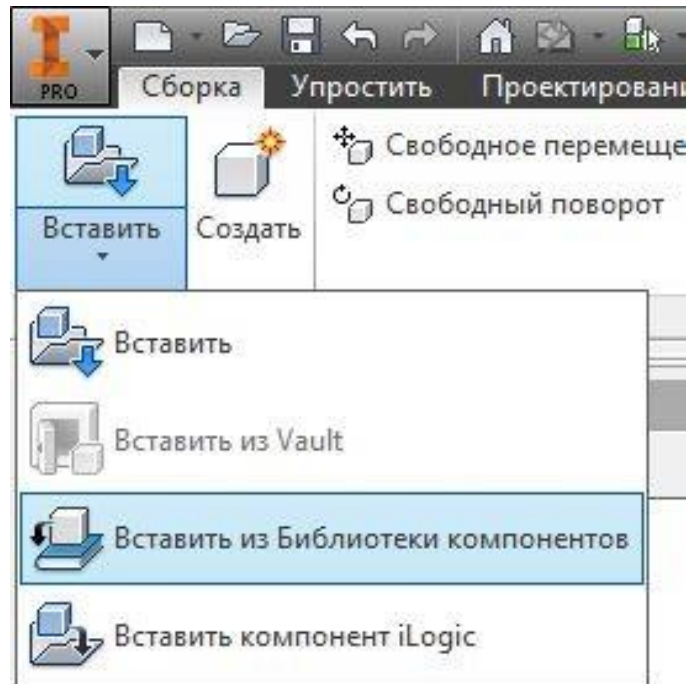 PRO
Сборка Упростить Проектировани
Вставить Создать
Свободное перемеще
Свободный поворот
Вставить
Вставить из Vault
Вставить из Библиотеки компонентов
Вставить компонент iLogic